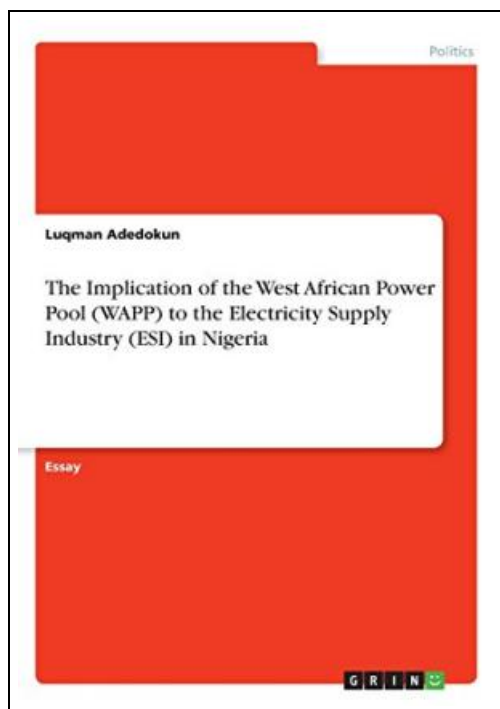 Politics
Luqman Adedokun
The Implication of the West African Power
Pool (WAPP) to the Electricity Supply
Industry (ESI) in Nigeria
Essay
GRIN